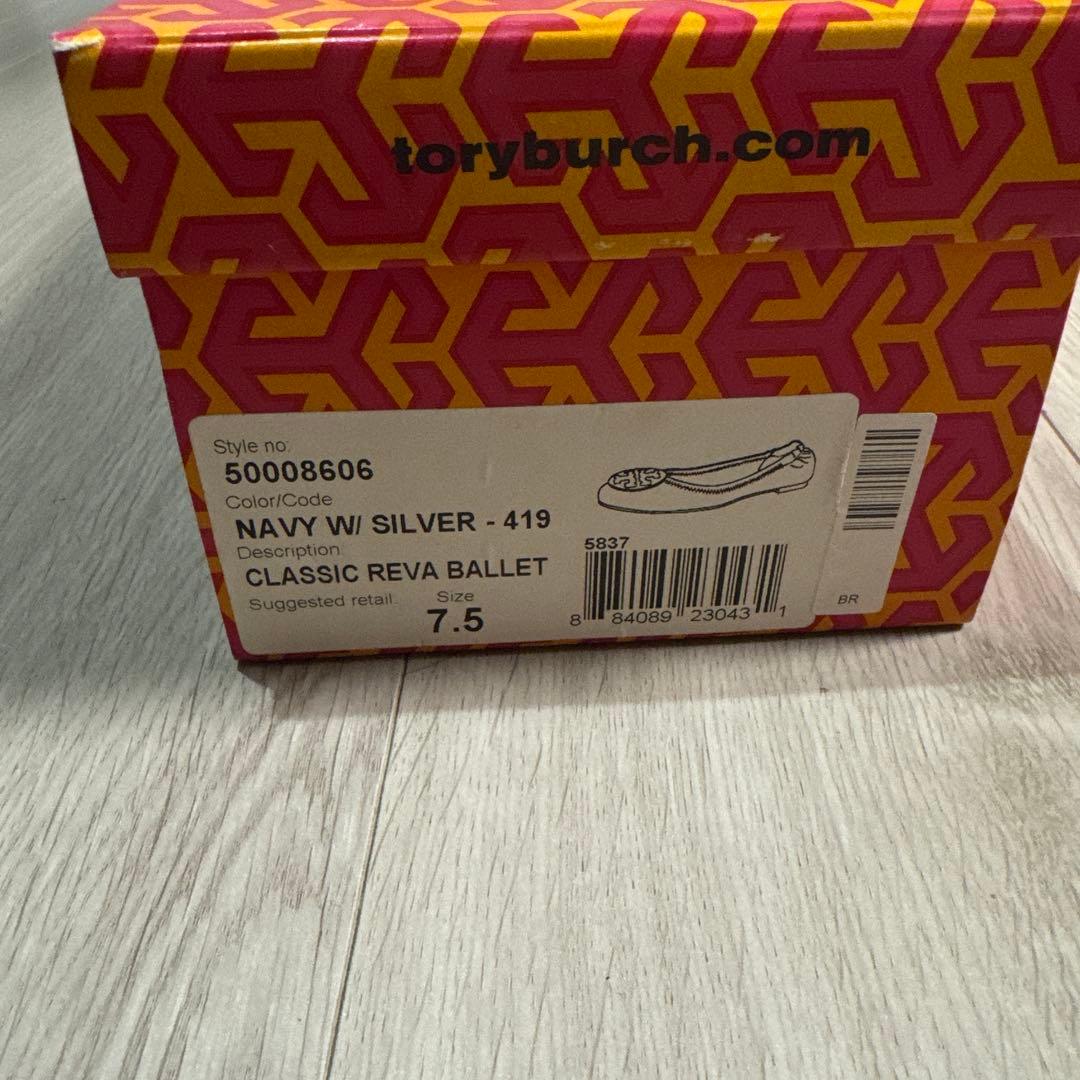 toryburch.com
Style no:
50008606
Color/Code
NAVY W/ SILVER - 419
Description
CLASSIC REVA BALLET
Suggested retail.
Size
7.5
5837
8 84089 23043 1
BR